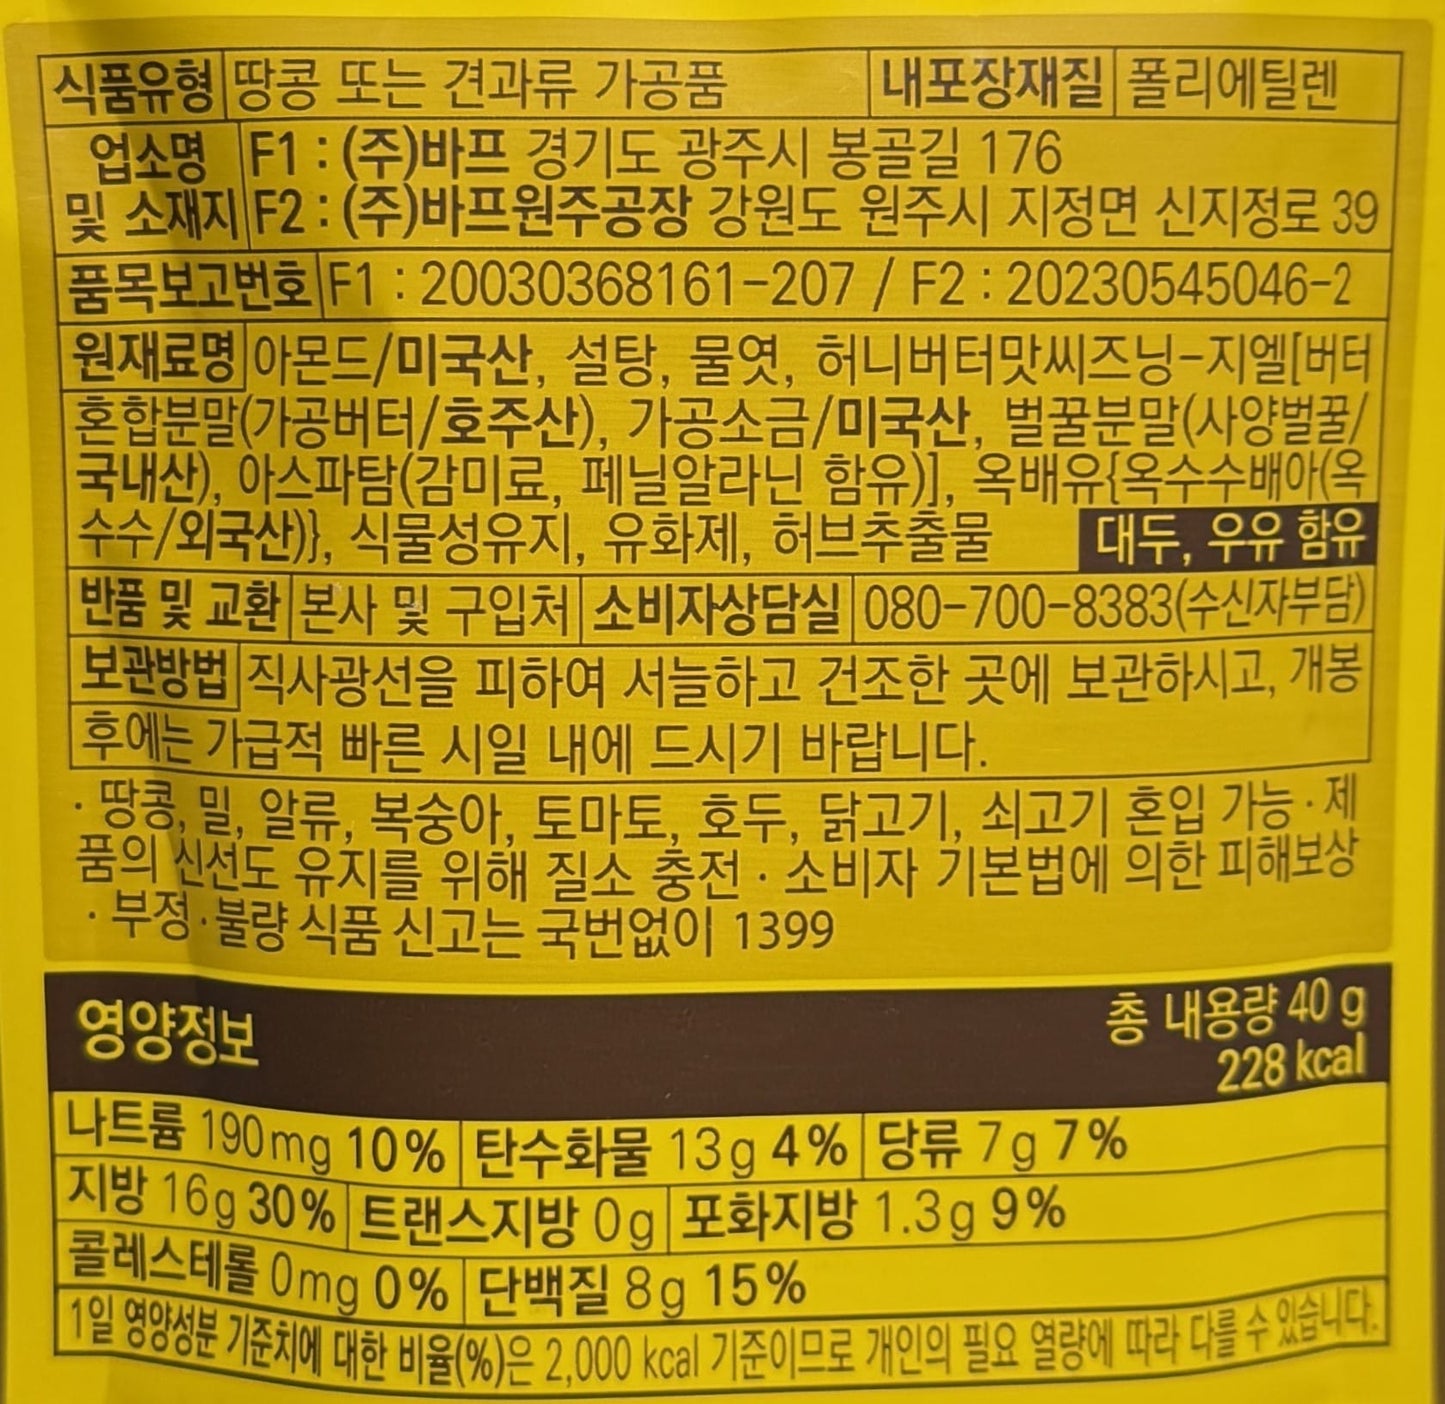 식품유형 땅콩 또는 견과류 가공품 내포장재질 폴리에틸렌
업소명 F1 : (주)바프 경기도 광주시 봉골길 176
및 소재지 F2 : (주)바프원주공장 강원도 원주시 지정면 신지정로 39
품목보고번호 F1 : 20030368161-207 / F2 : 20230545046-2
원재료명 아몬드/미국산, 설탕, 물엿, 허니버터맛씨즈닝-지엘[버터
혼합분말(가공버터/호주산), 가공소금/미국산, 벌꿀분말(사양벌꿀/
국내산), 아스파탐(감미료, 페닐알라닌 함유)], 옥배유{옥수수배아(옥
수수/외국산)}, 식물성유지, 유화제, 허브추출물 대두, 우유 함유
반품 및 교환 본사 및 구입처 소비자상담실 080-700-8383(수신자부담)
보관방법 직사광선을 피하여 서늘하고 건조한 곳에 보관하시고, 개봉
후에는 가급적 빠른 시일 내에 드시기 바랍니다.
· 땅콩, 밀, 알류, 복숭아, 토마토, 호두, 닭고기, 쇠고기 혼입 가능 · 제
품의 신선도 유지를 위해 질소 충전 · 소비자 기본법에 의한 피해보상
· 부정·불량 식품 신고는 국번없이 1399
영양정보 총 내용량 40 g
228 kcal
나트륨 190mg 10% 탄수화물 13g 4% 당류 7g 7%
지방 16g 30% 트랜스지방 0g 포화지방 1.3g 9%
콜레스테롤 0mg 0% 단백질 8g 15%
1일 영양성분 기준치에 대한 비율(%)은 2,000 kcal 기준이므로 개인의 필요 열량에 따라 다를 수 있습니다.